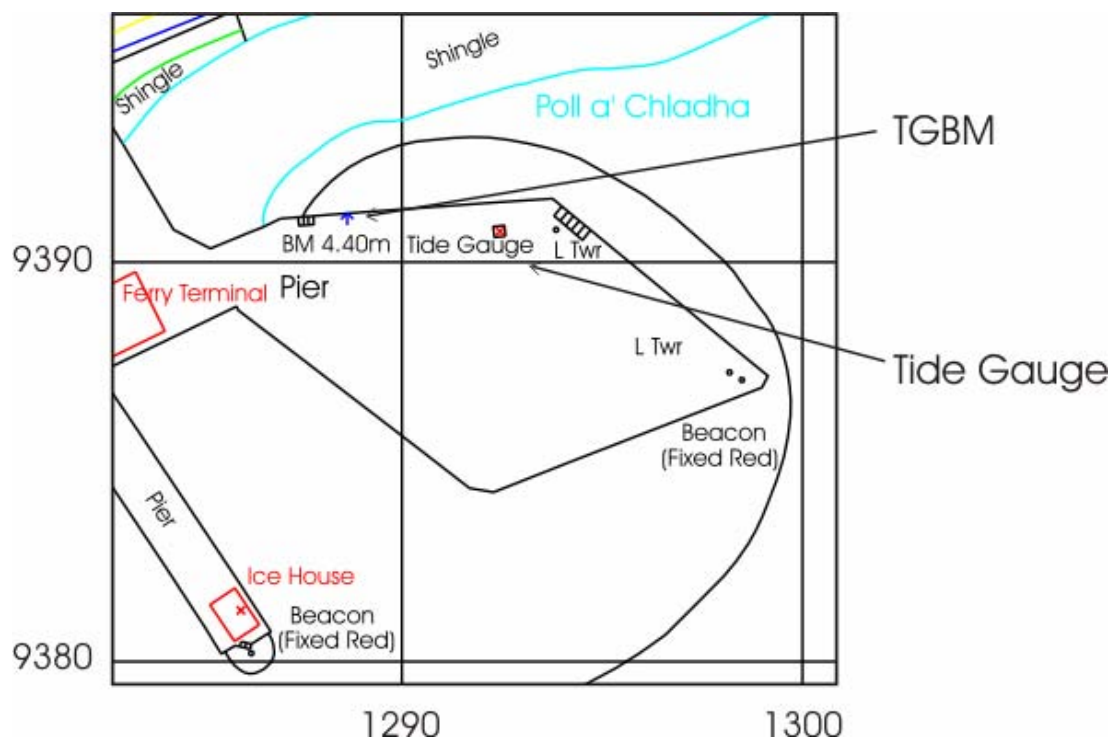 Shingle
Shingle
Poll a' Chladha
TGBM
BM 4.40m
Tide Gauge
L Twr
9390
Ferry Terminal
Pier
L Twr
Tide Gauge
Beacon
(Fixed Red)
Pier
Ice House
Beacon
(Fixed Red)
9380
1290
1300